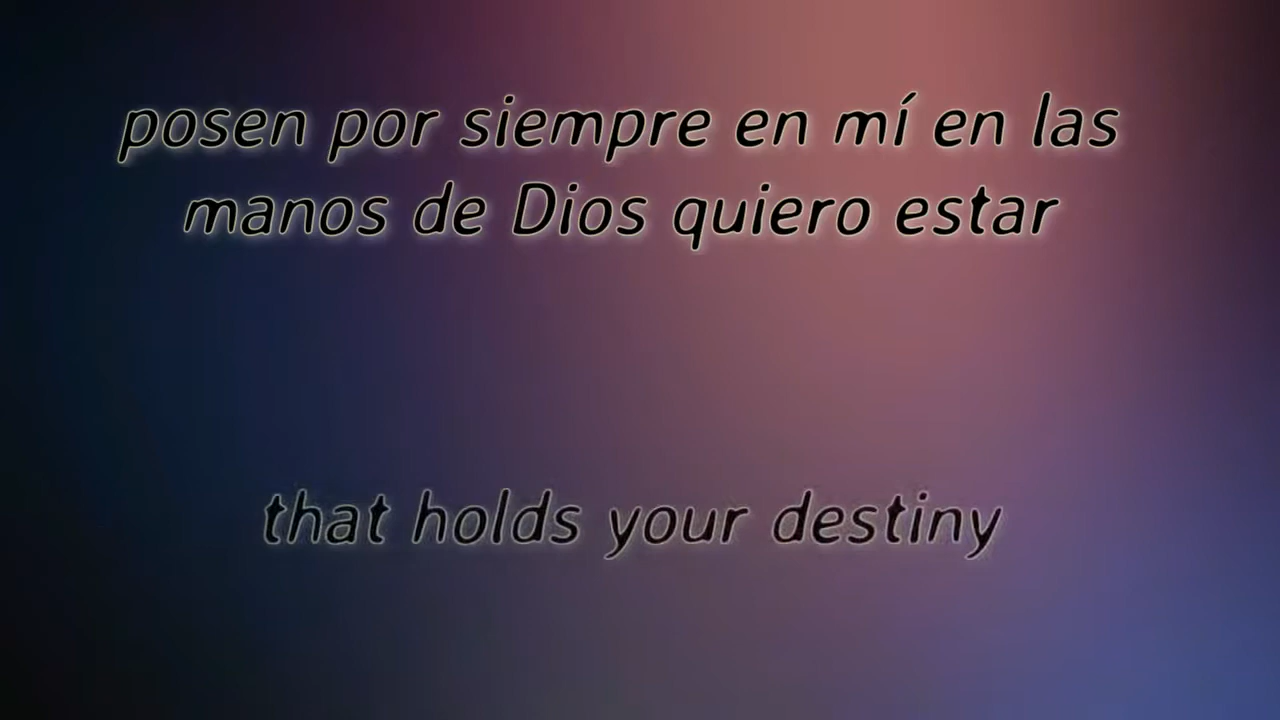 posen por siempre en mí en las
manos de Dios quiero estar
that holds your destiny